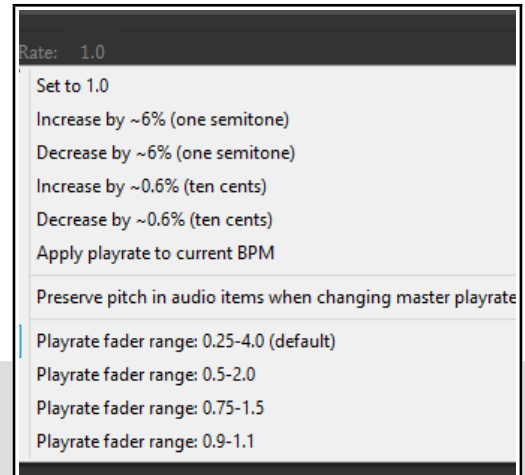 Rate: 1.0
Set to 1.0
Increase by ~6% (one semitone)
Decrease by ~6% (one semitone)
Increase by ~0.6% (ten cents)
Decrease by ~0.6% (ten cents)
Apply playrate to current BPM
Preserve pitch in audio items when changing master playrate
Playrate fader range: 0.25-4.0 (default)
Playrate fader range: 0.5-2.0
Playrate fader range: 0.75-1.5
Playrate fader range: 0.9-1.1